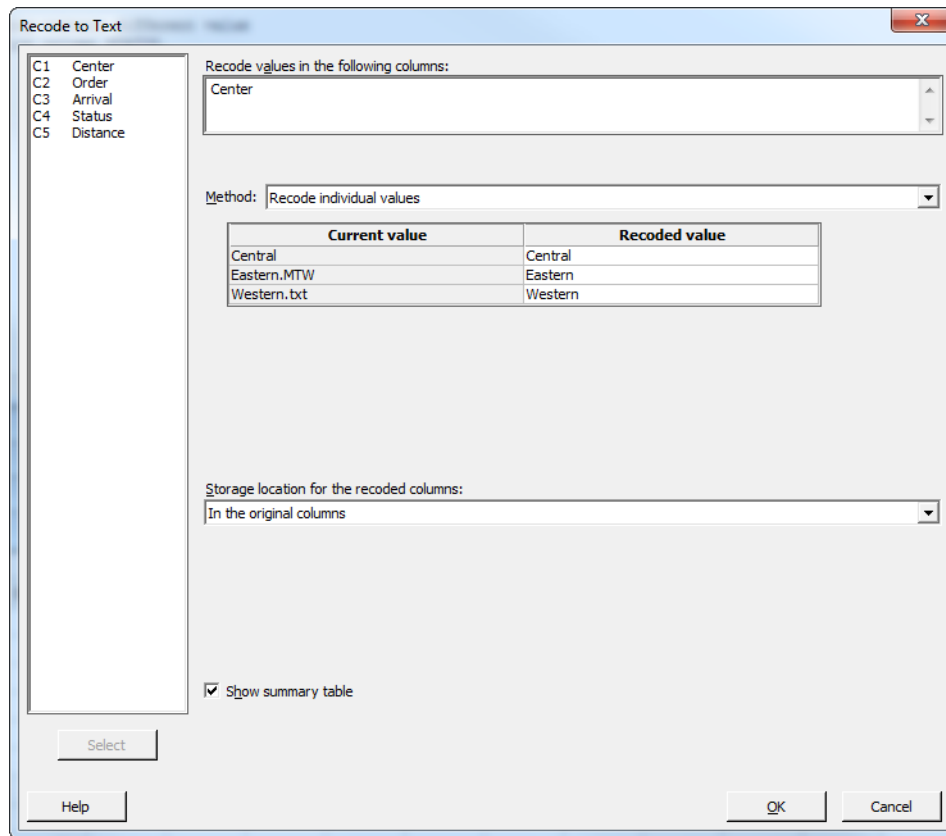 Recode to Text
C1 Center
C2 Order
C3 Arrival
C4 Status
C5 Distance
Recode values in the following columns:
Center
Method: Recode individual values
Current value Recoded value
Central Central
Eastern.MTW Eastern
Western.txt Western
Storage location for the recoded columns:
In the original columns
Show summary table
Select
Help OK Cancel